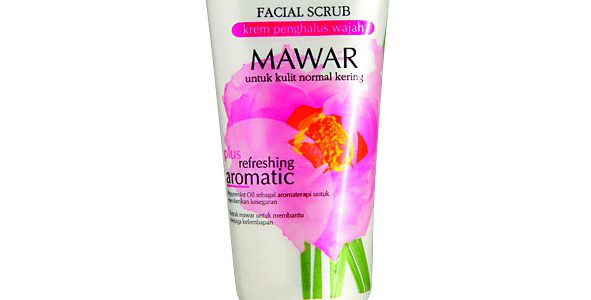 FACIAL SCRUB
krem penghalus wajah
MAWAR
untuk kulit normal kering
plus
refreshing
aromatic
Peppermint Oil sebagai aromaterapi untuk
memberikan kesegaran
mawar untuk membantu
menjaga kelembapan